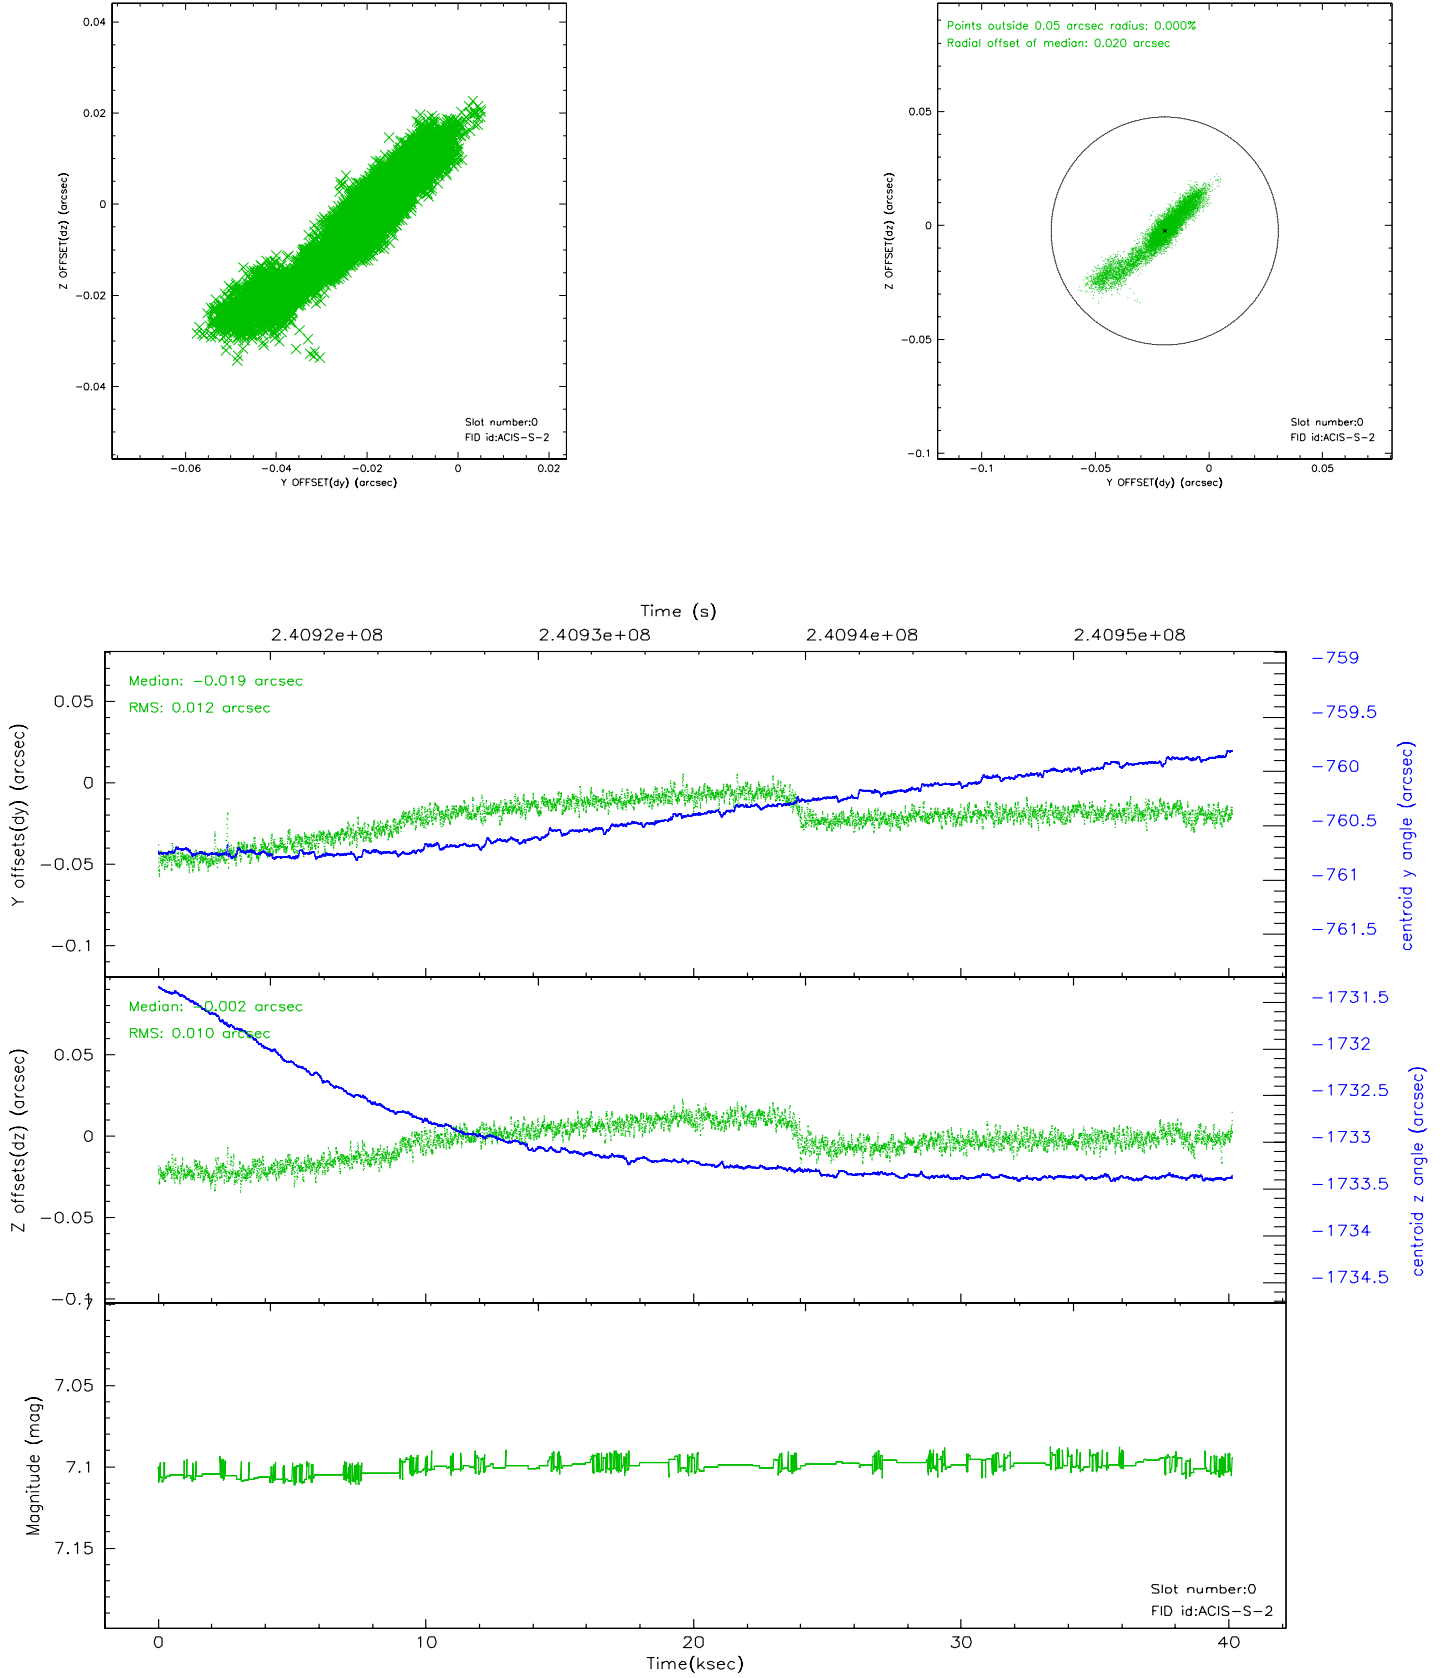 0.04
0.02
0
−0.02
−0.04
Z OFFSET(dz) (arcsec)
−0.06
−0.04
−0.02
0
0.02
Y OFFSET(dy) (arcsec)
Slot number:0
FID id:ACIS−S−2
Points outside 0.05 arcsec radius: 0.000%
Radial offset of median: 0.020 arcsec
0.05
0
−0.05
−0.1
Z OFFSET(dz) (arcsec)
−0.1
−0.05
0
0.05
Y OFFSET(dy) (arcsec)
Slot number:0
FID id:ACIS−S−2
Time (s)
2.4092e+08
2.4093e+08
2.4094e+08
2.4095e+08
Median: −0.019 arcsec
RMS: 0.012 arcsec
0.05
0
−0.05
−0.1
Y offsets(dy) (arcsec)
−759
−759.5
−760
−760.5
−761
−761.5
centroid y angle (arcsec)
Median: −0.002 arcsec
RMS: 0.010 arcsec
0.05
0
−0.05
−0.1
Z offsets(dz) (arcsec)
−1731.5
−1732
−1732.5
−1733
−1733.5
−1734
−1734.5
centroid z angle (arcsec)
7
7.05
7.1
7.15
Magnitude (mag)
Slot number:0
FID id:ACIS−S−2
0
10
20
30
40
Time(ksec)